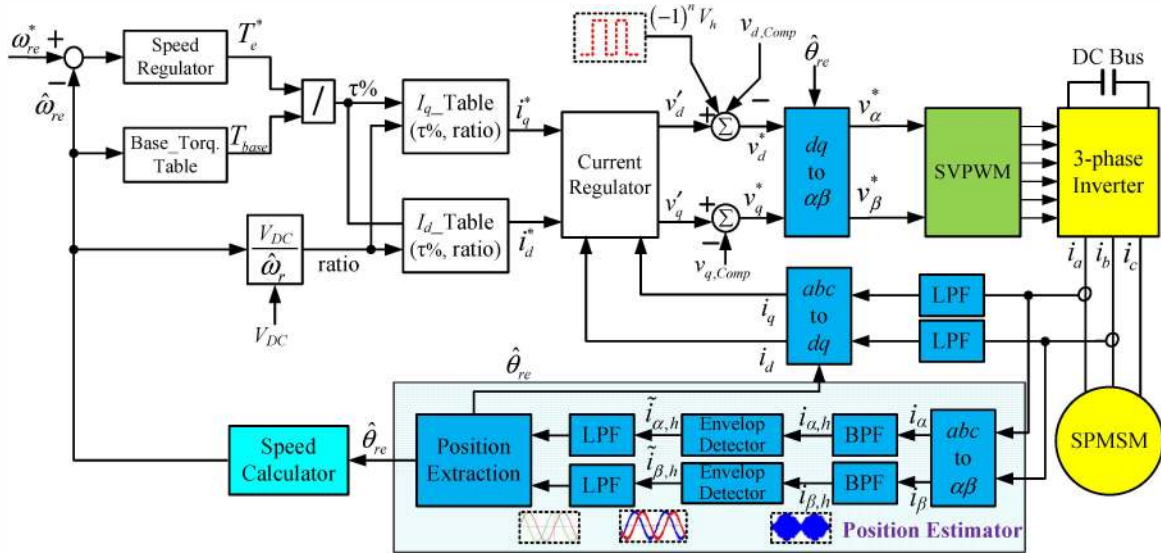 ω*re + −
Speed Regulator
T*e
ω̂re
Base_Torq. Table
Tbase
/
τ%
Iq_Table (τ%, ratio)
i*q
Id_Table (τ%, ratio)
i*d
VDC / ω̂r
ratio
VDC
Current Regulator
(-1)^n Vh
vd,Comp
v′d + Σ −
v*d
v′q + Σ −
v*q
vq,Comp
θ̂re
dq to αβ
v*α
v*β
SVPWM
DC Bus
3-phase Inverter
ia ib ic
iq
id
abc to dq
LPF
LPF
SPMSM
θ̂re
Speed Calculator
θ̂re
Position Extraction
LPF
ĩα,h
Envelop Detector
iα,h
BPF
iα
abc to αβ
LPF
ĩβ,h
Envelop Detector
iβ,h
BPF
iβ
Position Estimator